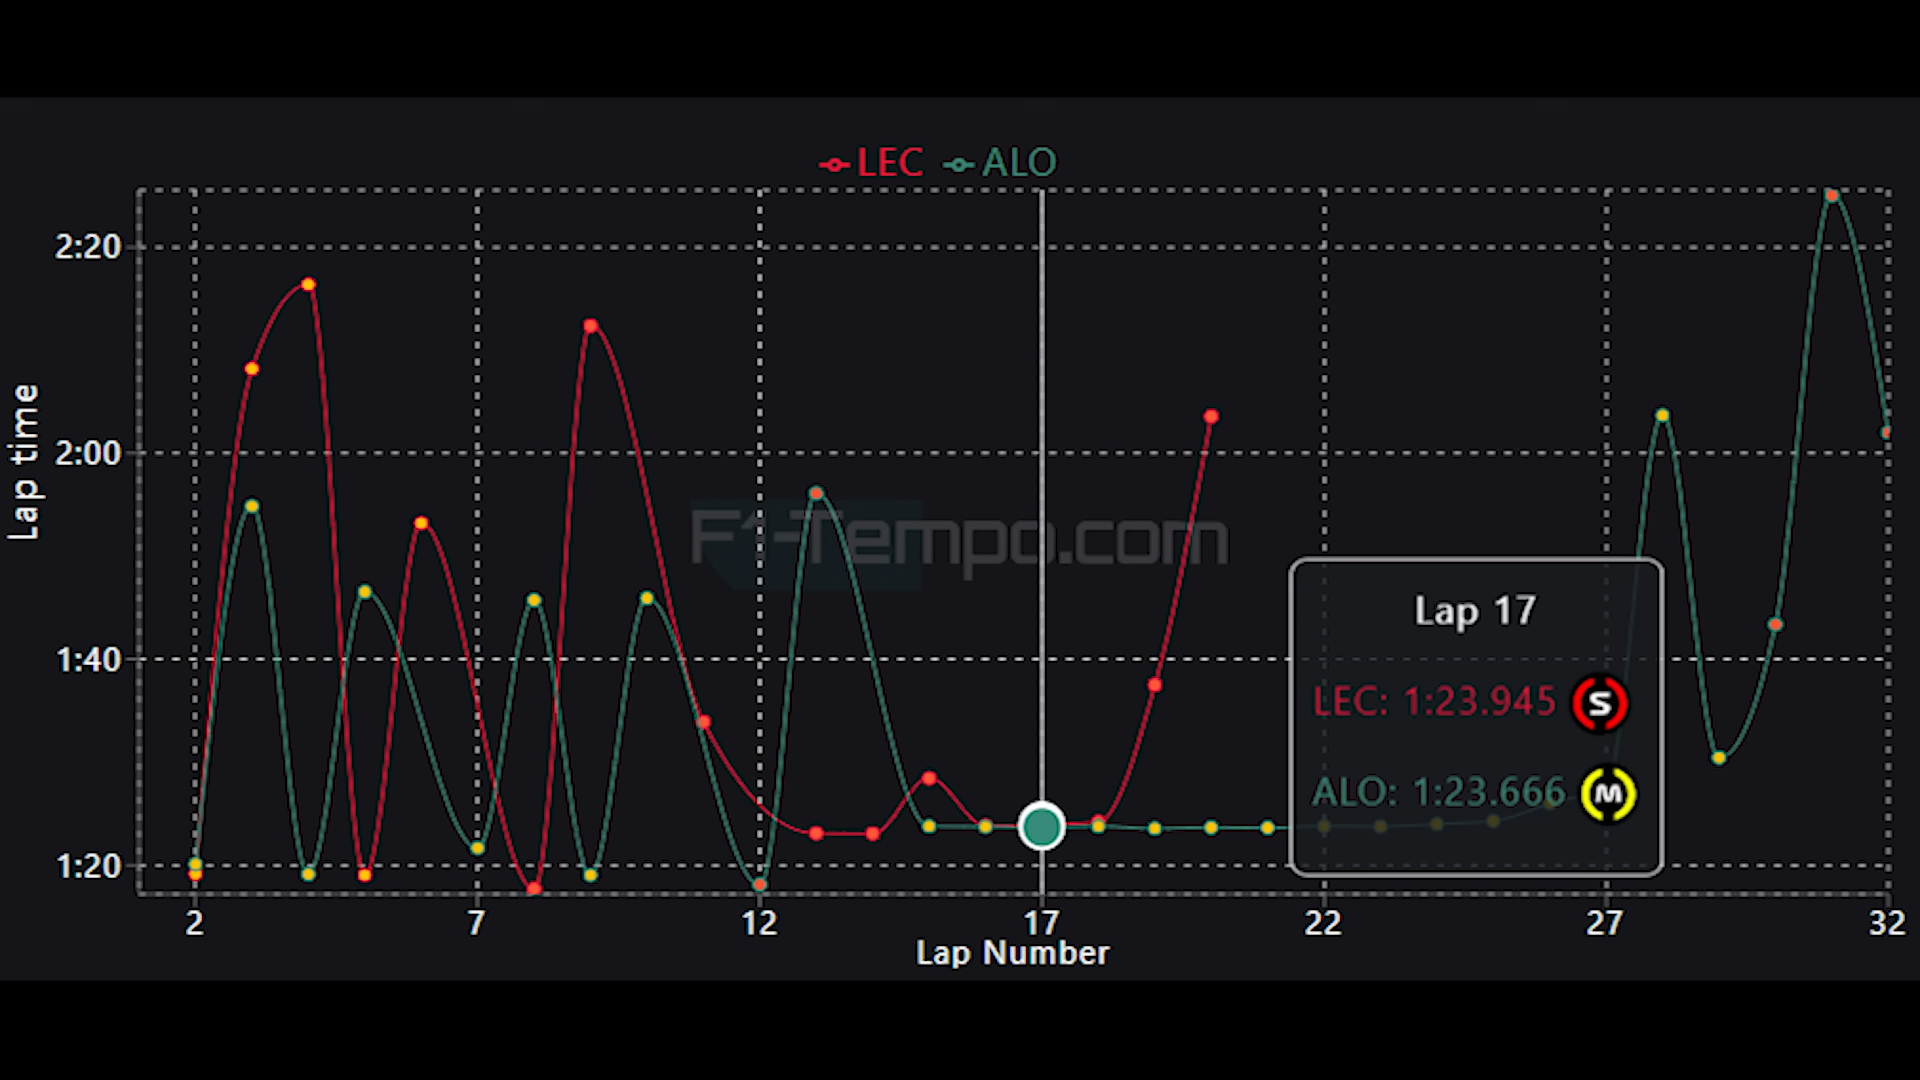 LEC ALO
2:20
2:00
1:40
1:20
Lap time
F1-Tempo.com
Lap 17
LEC: 1:23.945 S
ALO: 1:23.666 M
2 7 12 17 22 27 32
Lap Number